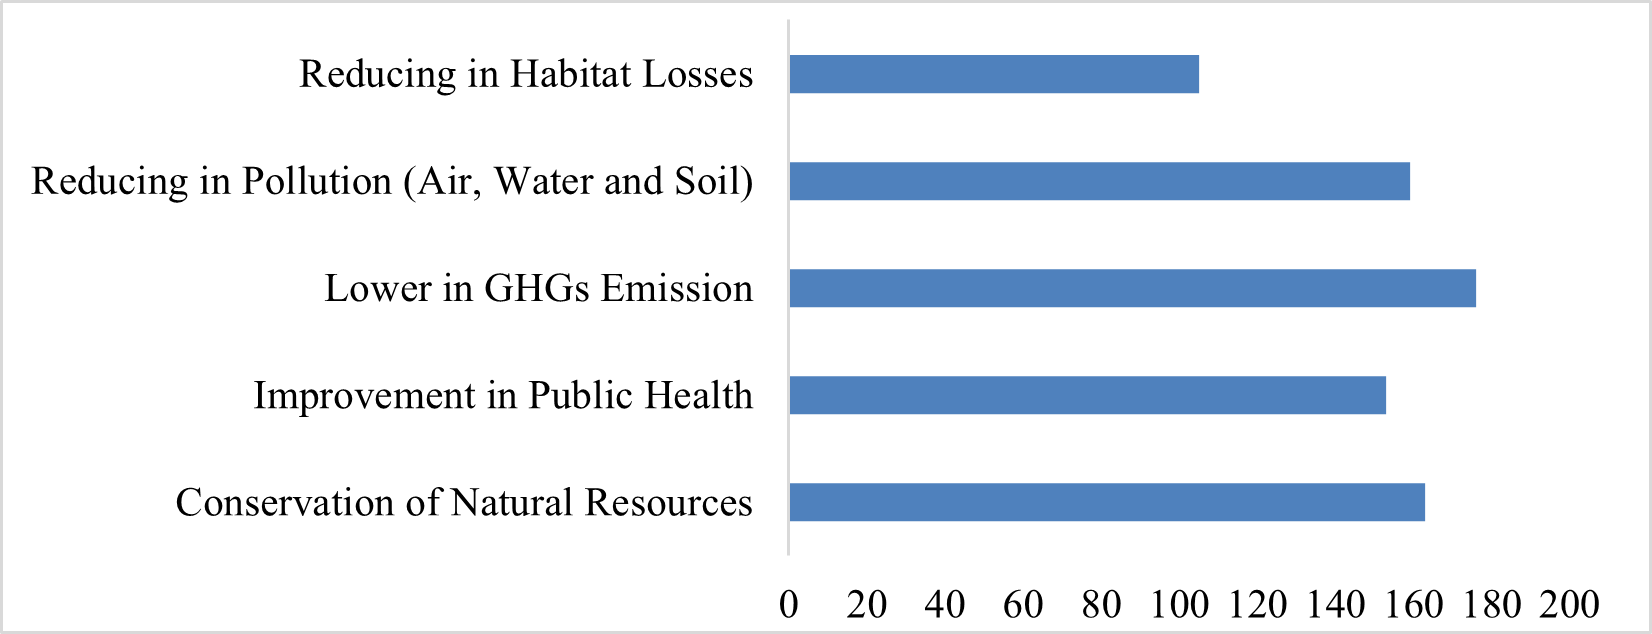 Reducing in Habitat Losses
Reducing in Pollution (Air, Water and Soil)
Lower in GHGs Emission
Improvement in Public Health
Conservation of Natural Resources
0 20 40 60 80 100 120 140 160 180 200